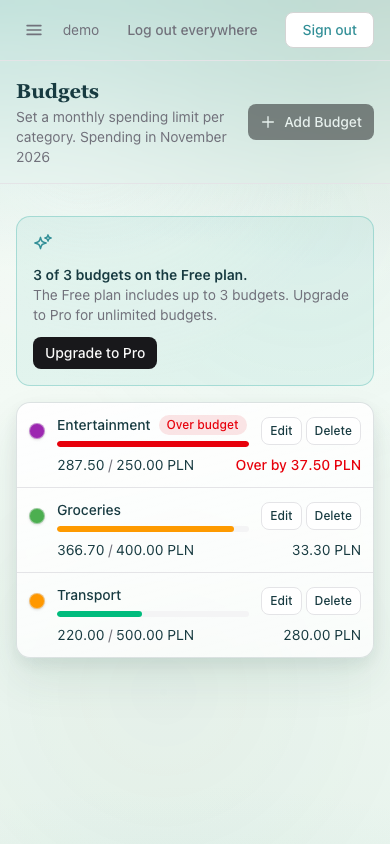 demo
Log out everywhere
Sign out
Budgets
Set a monthly spending limit per
category. Spending in November
2026
Add Budget
3 of 3 budgets on the Free plan.
The Free plan includes up to 3 budgets. Upgrade
to Pro for unlimited budgets.
Upgrade to Pro
Entertainment
Over budget
Edit
Delete
287.50 / 250.00 PLN
Over by 37.50 PLN
Groceries
Edit
Delete
366.70 / 400.00 PLN
33.30 PLN
Transport
Edit
Delete
220.00 / 500.00 PLN
280.00 PLN